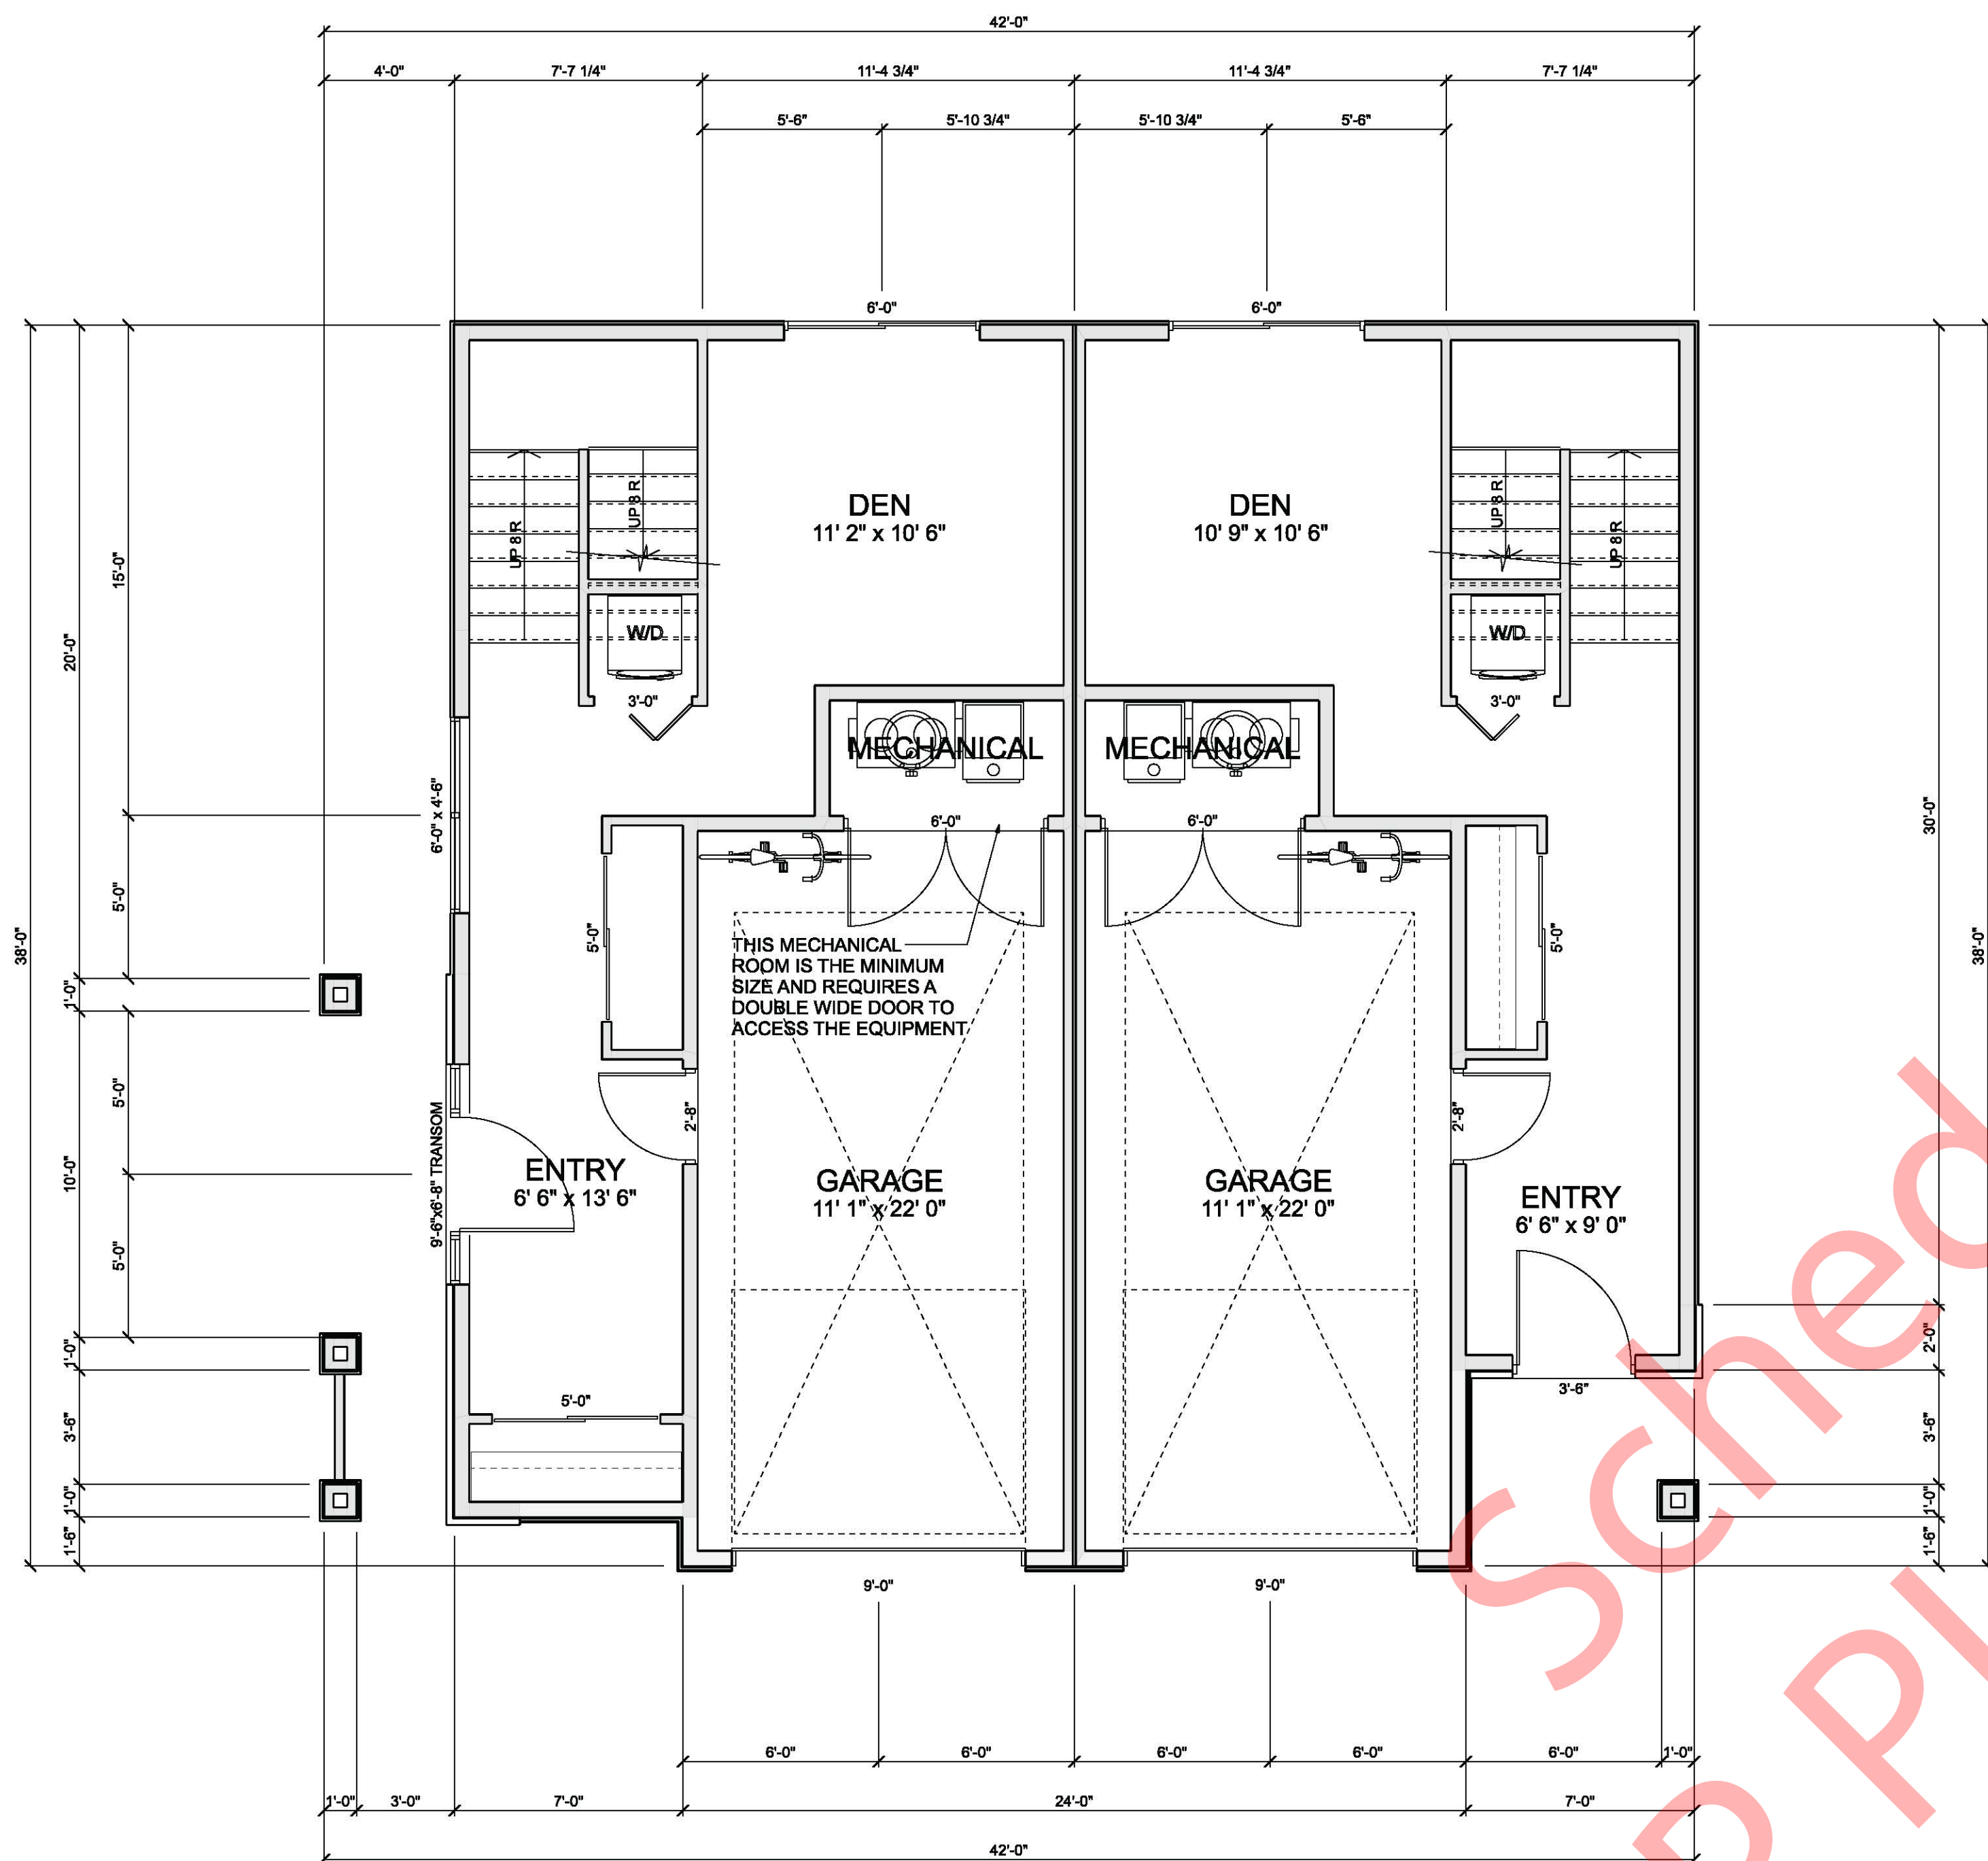 42'-0"
4'-0" 7'-7 1/4" 11'-4 3/4" 11'-4 3/4" 7'-7 1/4"
5'-6" 5'-10 3/4" 5'-10 3/4" 5'-6"
6'-0" 6'-0"
UP 8 R
UP 8 R
DEN
11' 2" x 10' 6"
DEN
10' 9" x 10' 6"
UP 8 R
UP 8 R
15'-0"
20'-0"
W/D
W/D
3'-0"
3'-0"
MECHANICAL
MECHANICAL
6'-0" x 4'-6"
6'-0"
6'-0"
30'-0"
5'-0"
38'-0"
38'-0"
5'-0"
5'-0"
THIS MECHANICAL
ROOM IS THE MINIMUM
SIZE AND REQUIRES A
DOUBLE WIDE DOOR TO
ACCESS THE EQUIPMENT
1'-0"
5'-0"
2'-8"
2'-8"
10'-0"
9'-6"x6'-8" TRANSOM
ENTRY
6' 6" x 13' 6"
GARAGE
11' 1" x 22' 0"
GARAGE
11' 1" x 22' 0"
ENTRY
6' 6" x 9' 0"
5'-0"
1'-0"
2'-0"
5'-0"
3'-6"
3'-6"
3'-6"
1'-0"
1'-0"
1'-6"
1'-6"
9'-0" 9'-0"
6'-0" 6'-0" 6'-0" 6'-0" 6'-0" 1'-0"
1'-0" 3'-0" 7'-0" 24'-0" 7'-0"
42'-0"
Sched